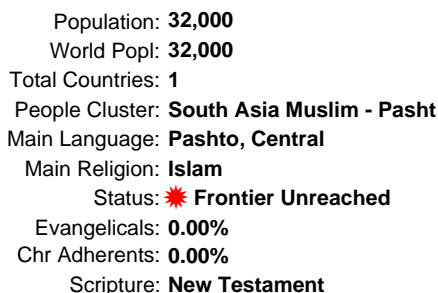 Population: 32,000
World Popl: 32,000
Total Countries: 1
People Cluster: South Asia Muslim - Pasht
Main Language: Pashto, Central
Main Religion: Islam
Status: Frontier Unreached
Evangelicals: 0.00%
Chr Adherents: 0.00%
Scripture: New Testament